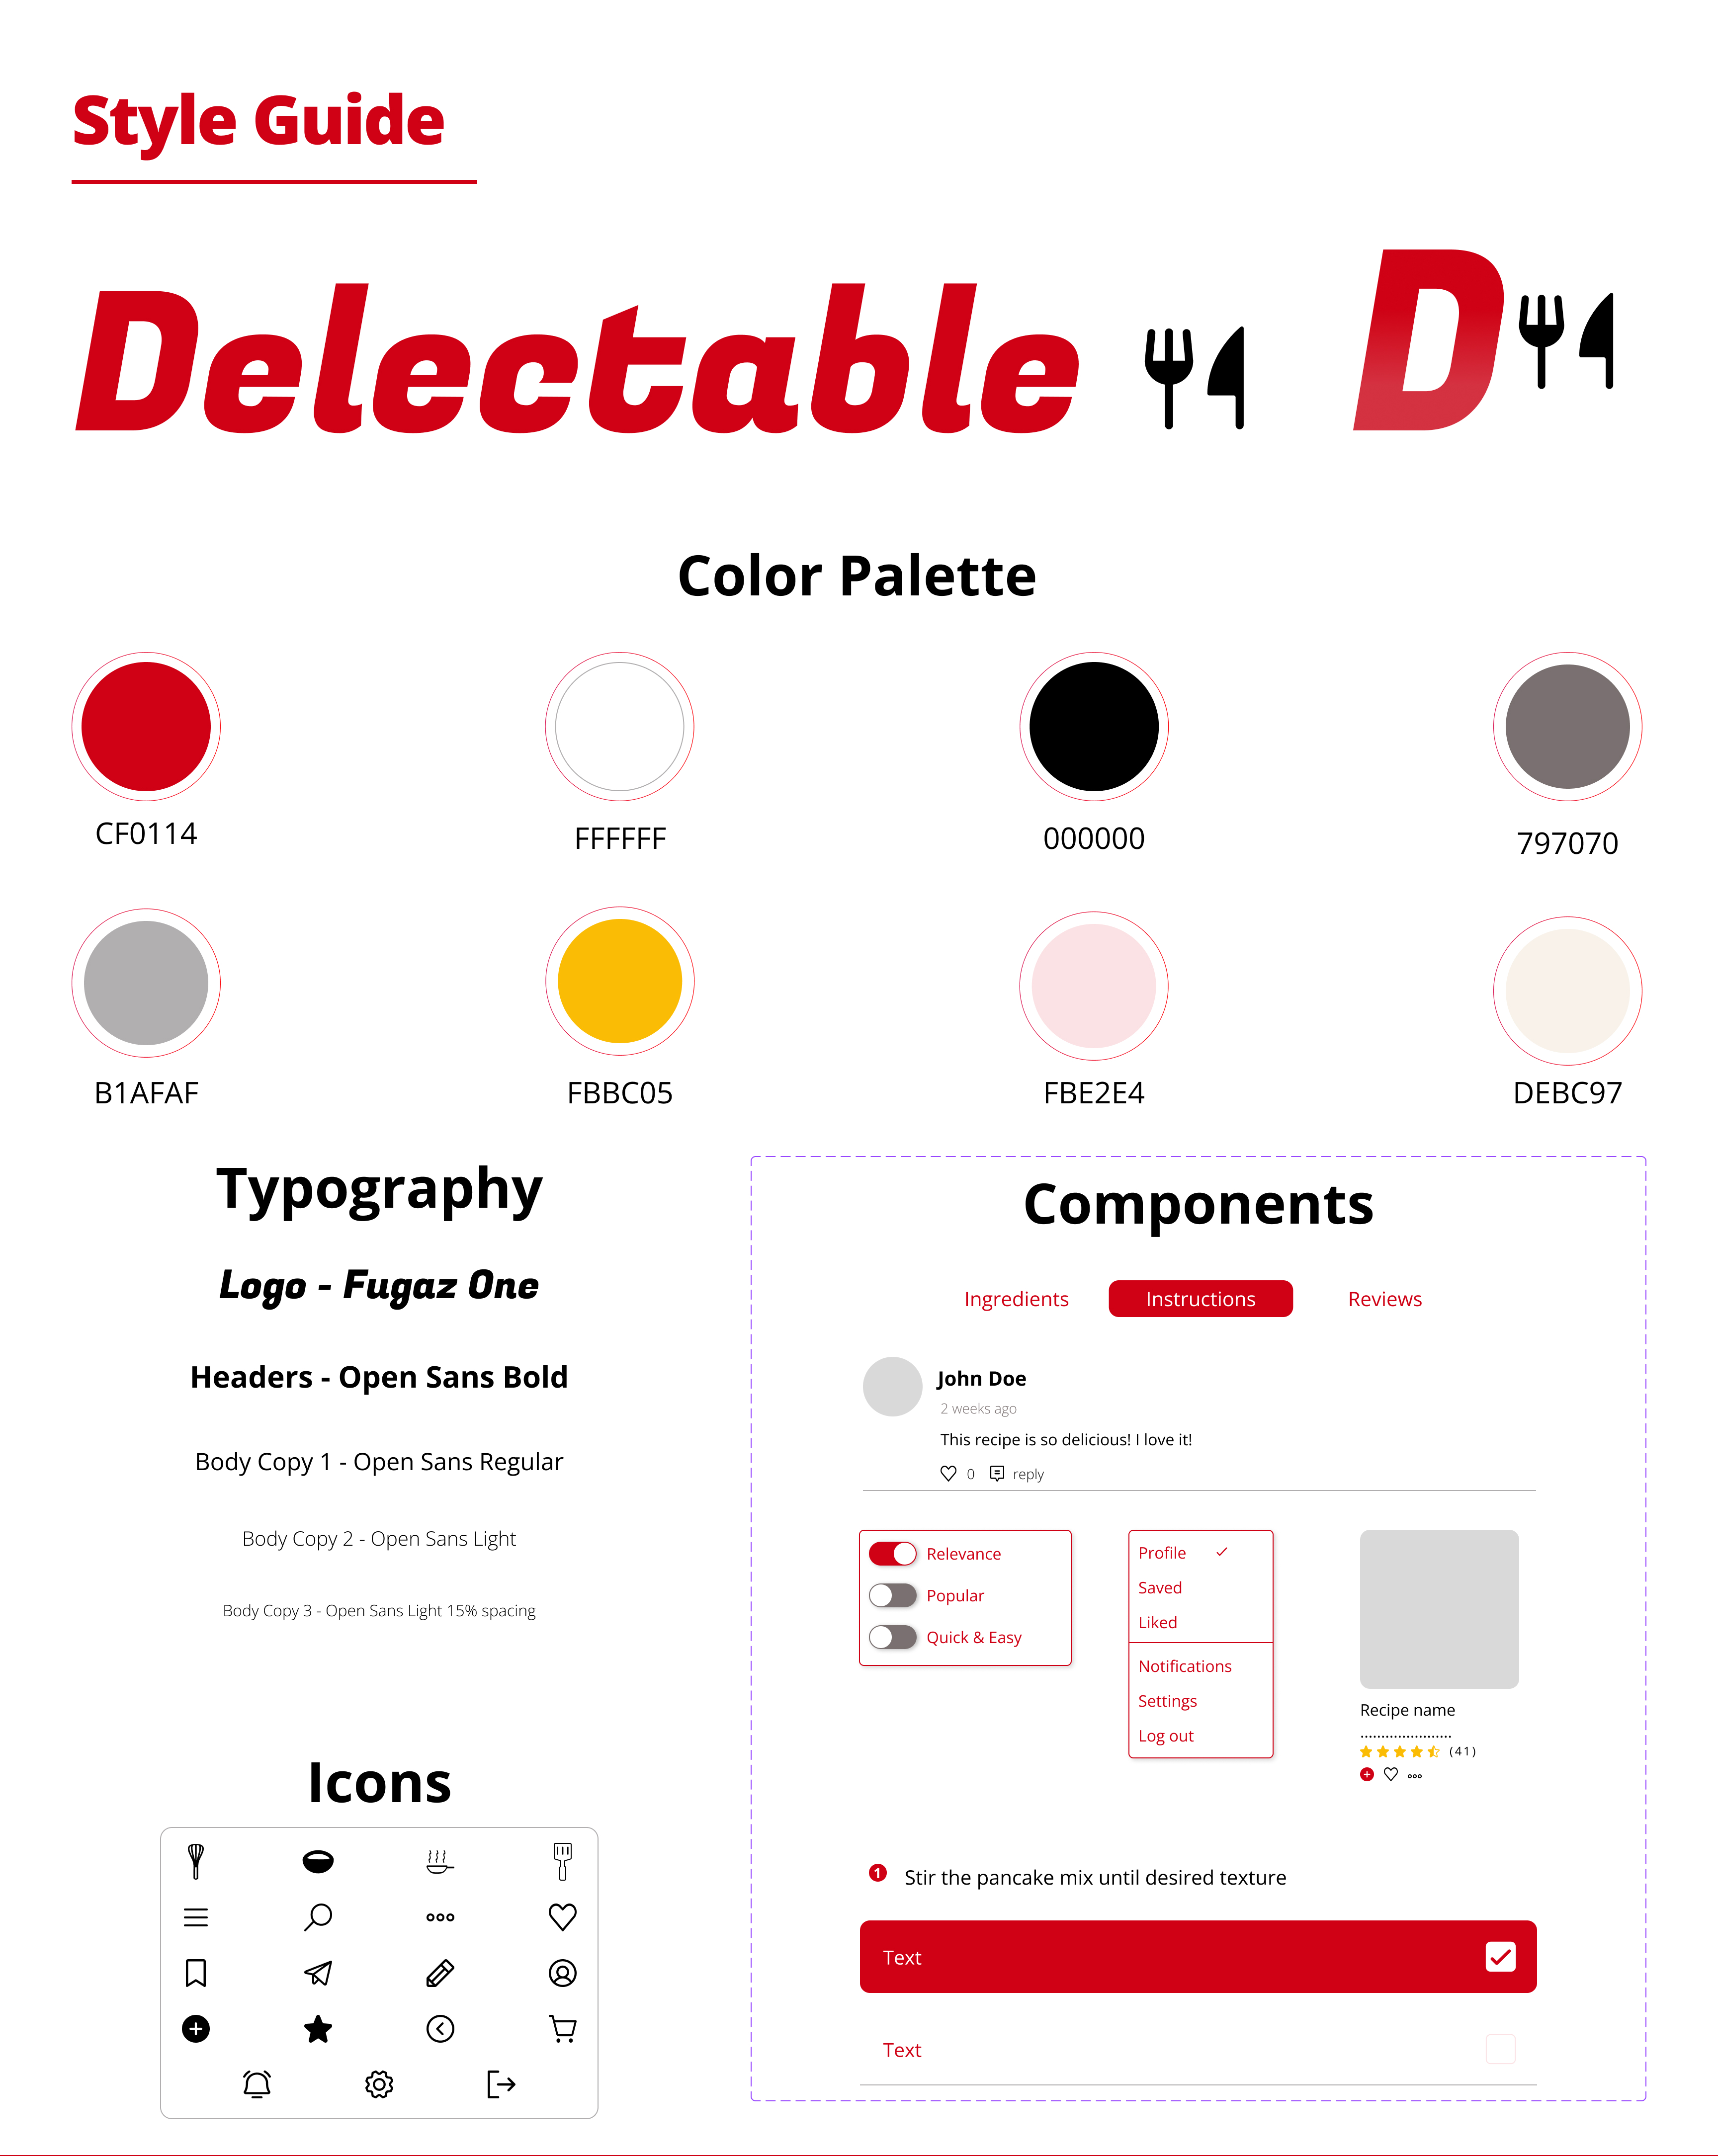 Style Guide
Delectable
D
Color Palette
CF0114
FFFFFF
000000
797070
B1AFAF
FBBC05
FBE2E4
DEBC97
Typography
Logo - Fugaz One
Headers - Open Sans Bold
Body Copy 1 - Open Sans Regular
Body Copy 2 - Open Sans Light
Body Copy 3 - Open Sans Light 15% spacing
Icons
Components
Ingredients
Instructions
Reviews
John Doe
2 weeks ago
This recipe is so delicious! I love it!
0 reply
Relevance
Popular
Quick & Easy
Profile
Saved
Liked
Notifications
Settings
Log out
Recipe name
......................
(41)
1 Stir the pancake mix until desired texture
Text
Text